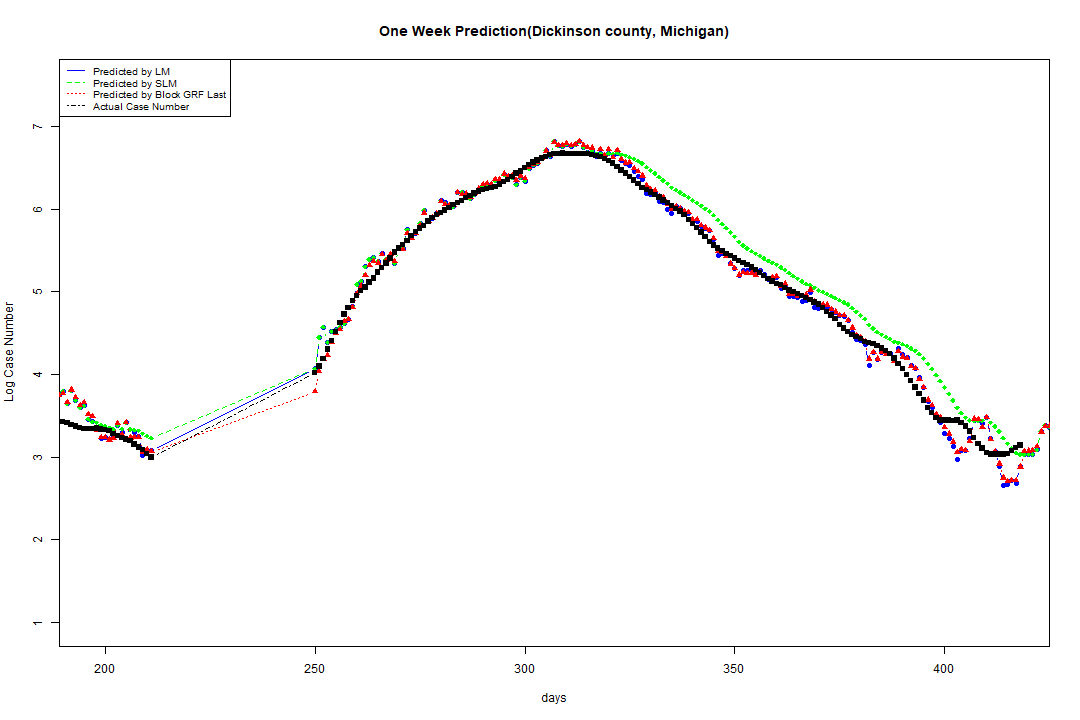 One Week Prediction(Dickinson county, Michigan)
Predicted by LM
Predicted by SLM
Predicted by Block GRF Last
Actual Case Number
7
6
5
4
3
2
1
Log Case Number
200 250 300 350 400
days